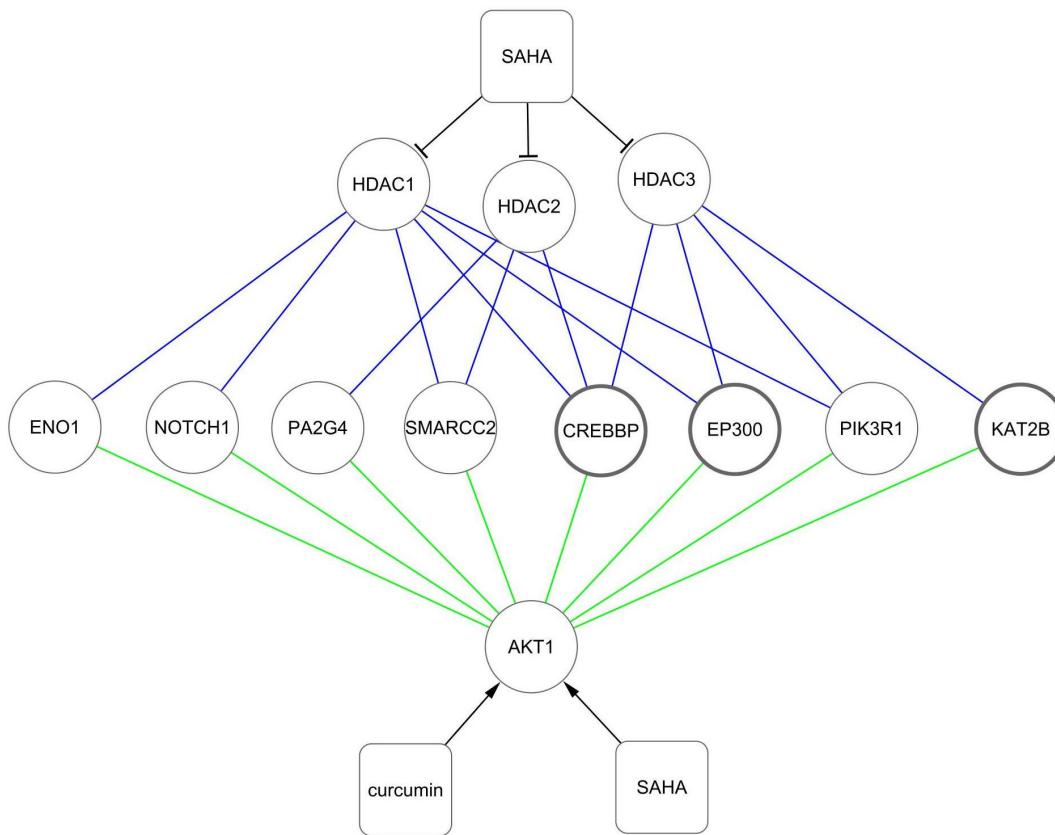 SAHA
HDAC1
HDAC2
HDAC3
ENO1
NOTCH1
PA2G4
SMARCC2
CREBBP
EP300
PIK3R1
KAT2B
AKT1
curcumin
SAHA